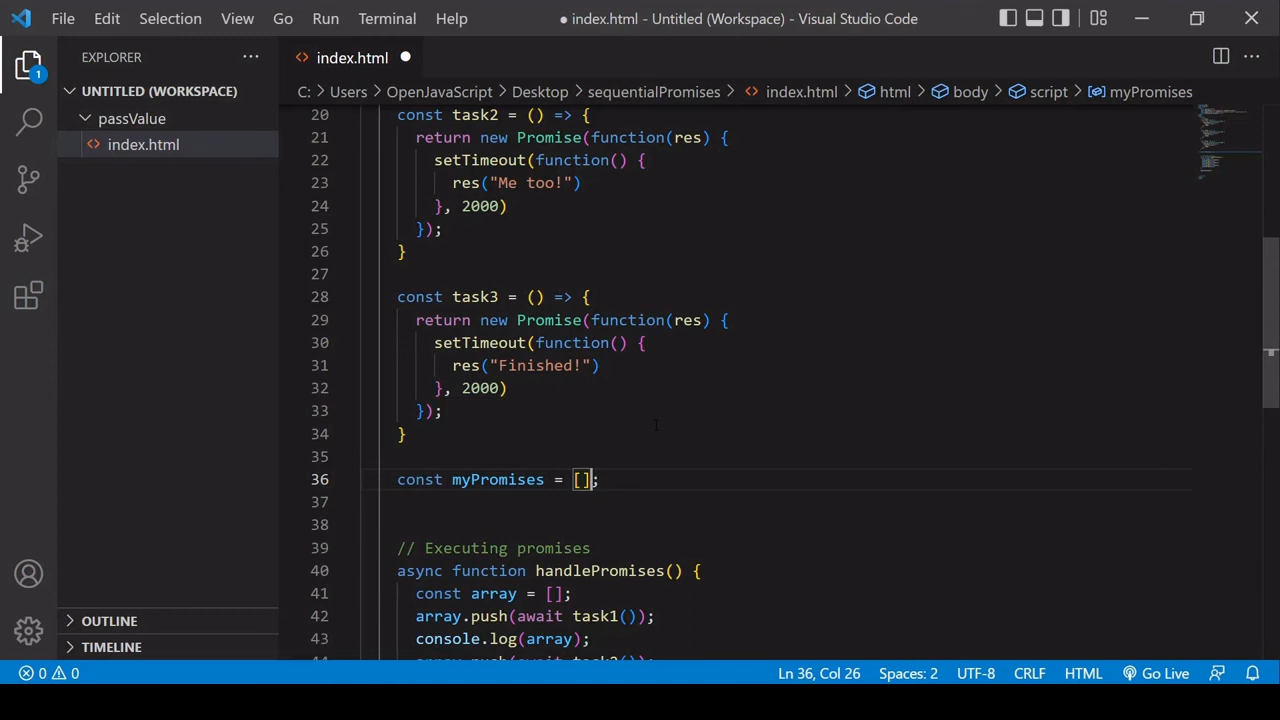 File Edit Selection View Go Run Terminal Help
● index.html - Untitled (Workspace) - Visual Studio Code
EXPLORER
index.html
UNTITLED (WORKSPACE)
passValue
index.html
1
OUTLINE
TIMELINE
C: > Users > OpenJavaScript > Desktop > sequentialPromises > index.html > html > body > script > myPromises
20 const task2 = () => {
21 return new Promise(function(res) {
22 setTimeout(function() {
23 res("Me too!")
24 }, 2000)
25 });
26 }
27
28 const task3 = () => {
29 return new Promise(function(res) {
30 setTimeout(function() {
31 res("Finished!")
32 }, 2000)
33 });
34 }
35
36 const myPromises = [];
37
38
39 // Executing promises
40 async function handlePromises() {
41 const array = [];
42 array.push(await task1());
43 console.log(array);
44 array.push(await task2());
0 0 Ln 36, Col 26 Spaces: 2 UTF-8 CRLF HTML Go Live